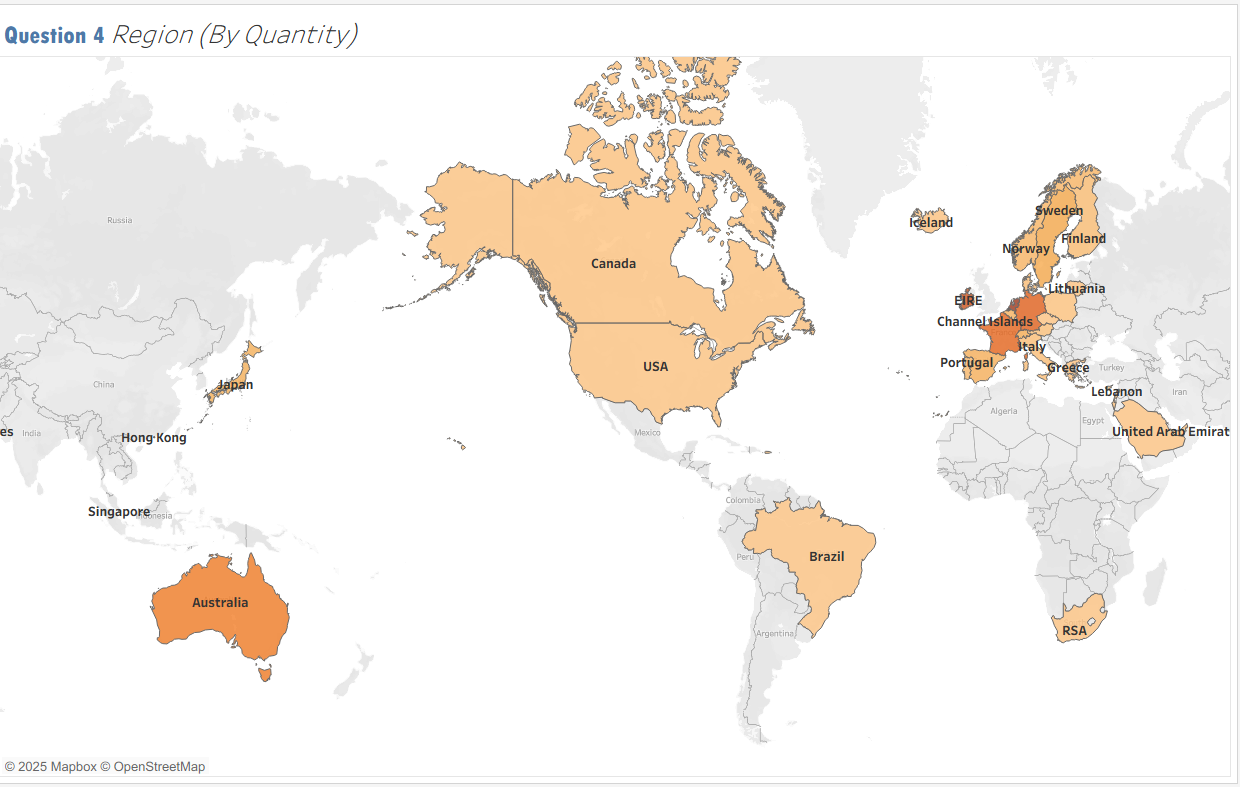 Question 4 Region (By Quantity)
Russia
Iceland
Sweden
Norway
Finland
Canada
Lithuania
EIRE
Channel Islands
Italy
USA
Portugal
Greece
Turkey
Japan
China
Lebanon
Iran
Algeria
Egypt
es
India
Hong Kong
Mexico
United Arab Emirat
Colombia
Singapore
onesia
Peru
Brazil
Australia
Argentina
RSA
© 2025 Mapbox © OpenStreetMap